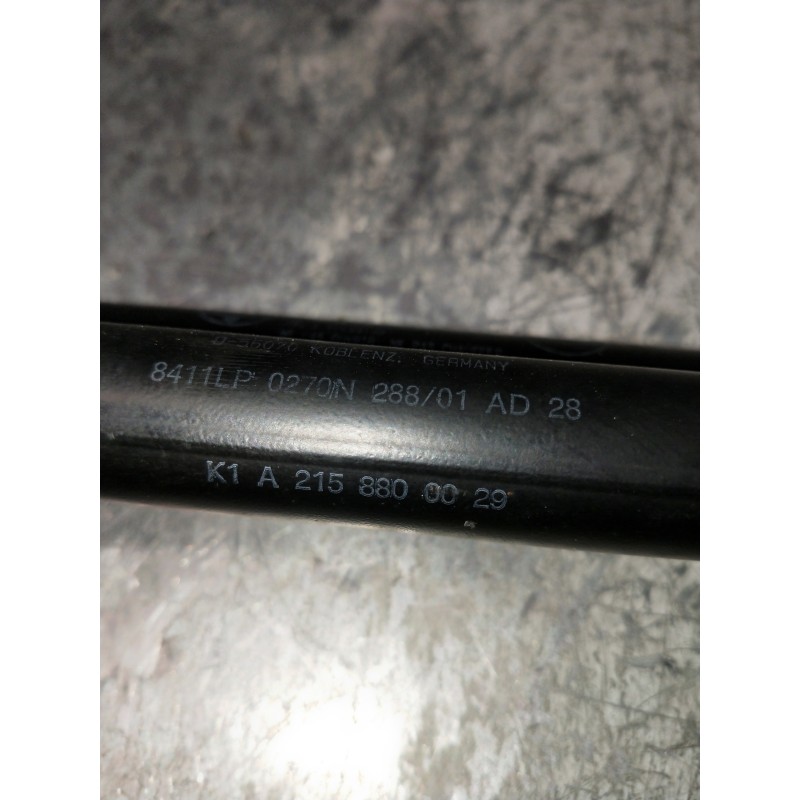 KOBLENZ, GERMANY
8411LP 0270N 288/01 AD 28
K1 A 215 880 00 29